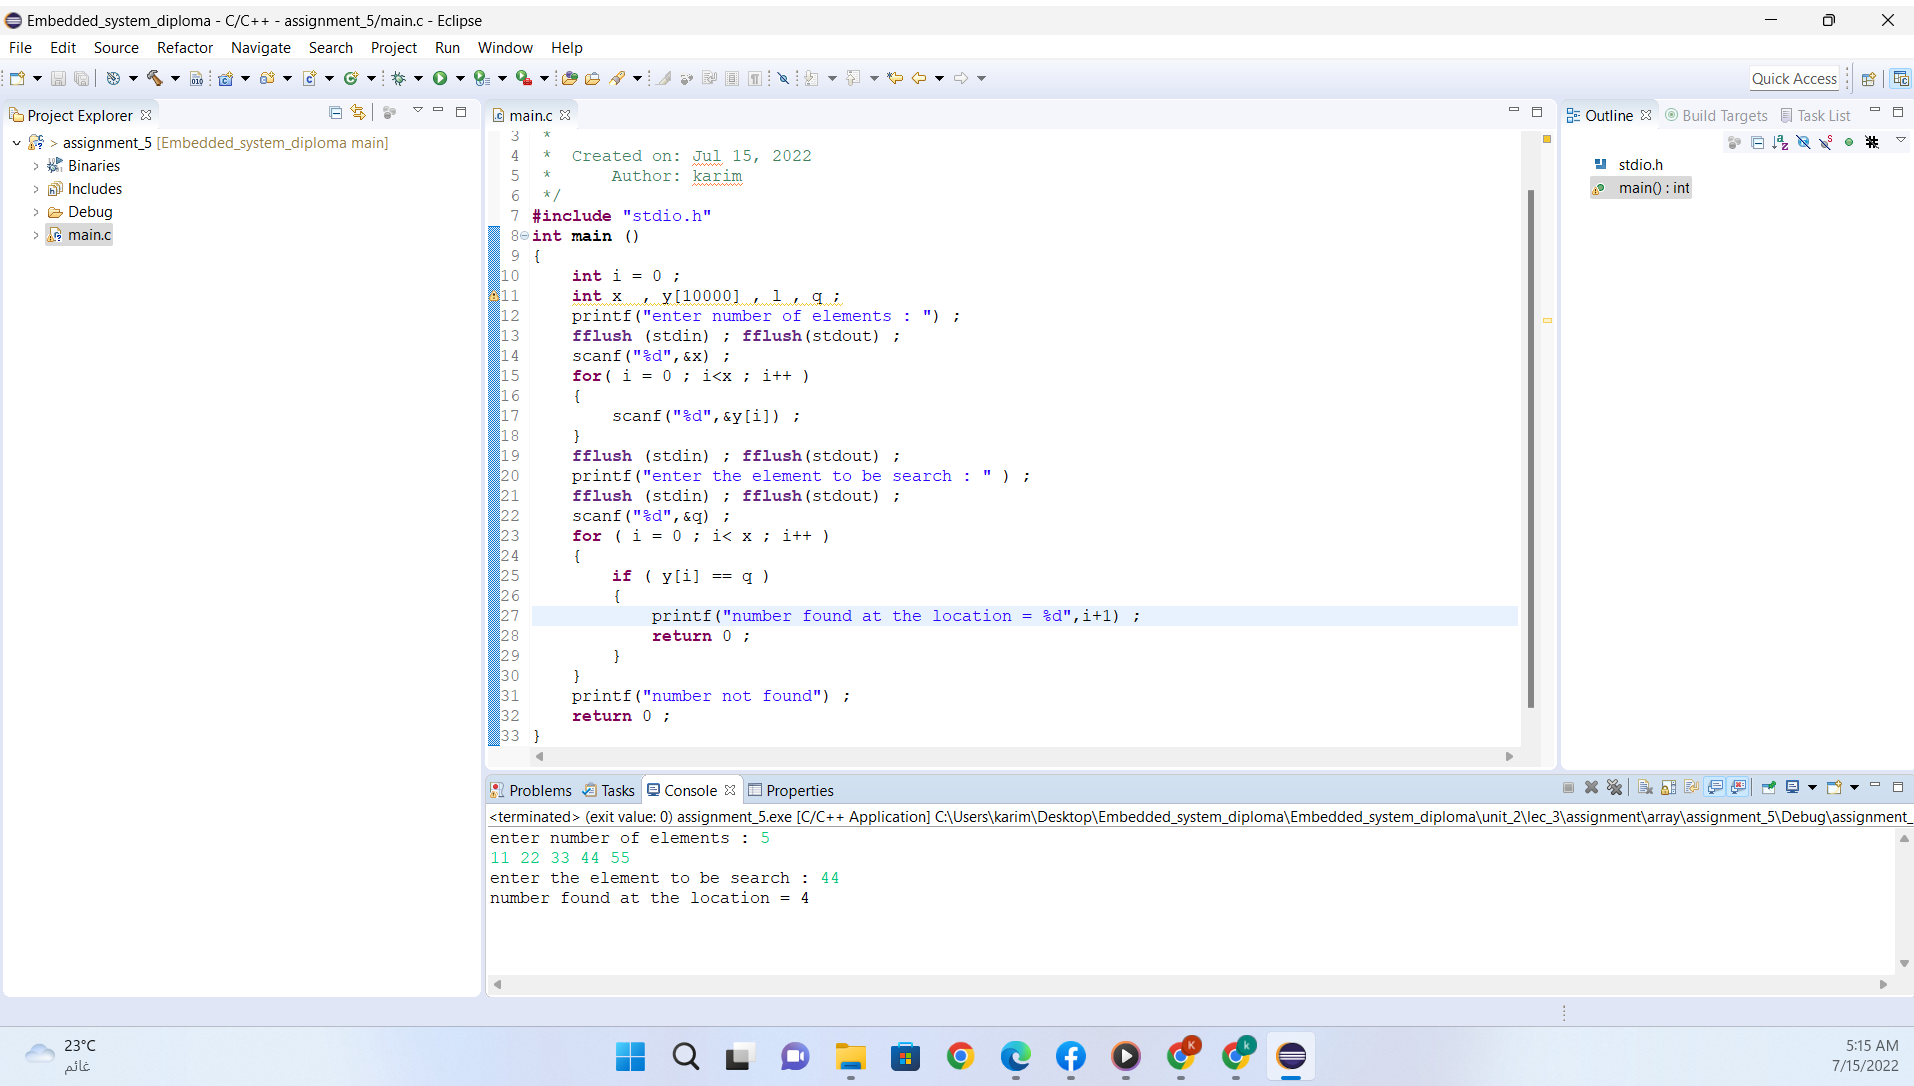 Embedded_system_diploma - C/C++ - assignment_5/main.c - Eclipse
File Edit Source Refactor Navigate Search Project Run Window Help
Quick Access
Project Explorer
> assignment_5 [Embedded_system_diploma main]
Binaries
Includes
Debug
main.c
main.c
3 *
4 * Created on: Jul 15, 2022
5 * Author: karim
6 */
7 #include "stdio.h"
8 int main ()
9 {
10 int i = 0 ;
11 int x , y[10000] , l , q ;
12 printf("enter number of elements : ") ;
13 fflush (stdin) ; fflush(stdout) ;
14 scanf("%d",&x) ;
15 for( i = 0 ; i<x ; i++ )
16 {
17 scanf("%d",&y[i]) ;
18 }
19 fflush (stdin) ; fflush(stdout) ;
20 printf("enter the element to be search : " ) ;
21 fflush (stdin) ; fflush(stdout) ;
22 scanf("%d",&q) ;
23 for ( i = 0 ; i< x ; i++ )
24 {
25 if ( y[i] == q )
26 {
27 printf("number found at the location = %d",i+1) ;
28 return 0 ;
29 }
30 }
31 printf("number not found") ;
32 return 0 ;
33 }
Outline Build Targets Task List
stdio.h
main() : int
Problems Tasks Console Properties
<terminated> (exit value: 0) assignment_5.exe [C/C++ Application] C:\Users\karim\Desktop\Embedded_system_diploma\Embedded_system_diploma\unit_2\lec_3\assignment\array\assignment_5\Debug\assignment_
enter number of elements : 5
11 22 33 44 55
enter the element to be search : 44
number found at the location = 4
23°C
غائم
5:15 AM
7/15/2022